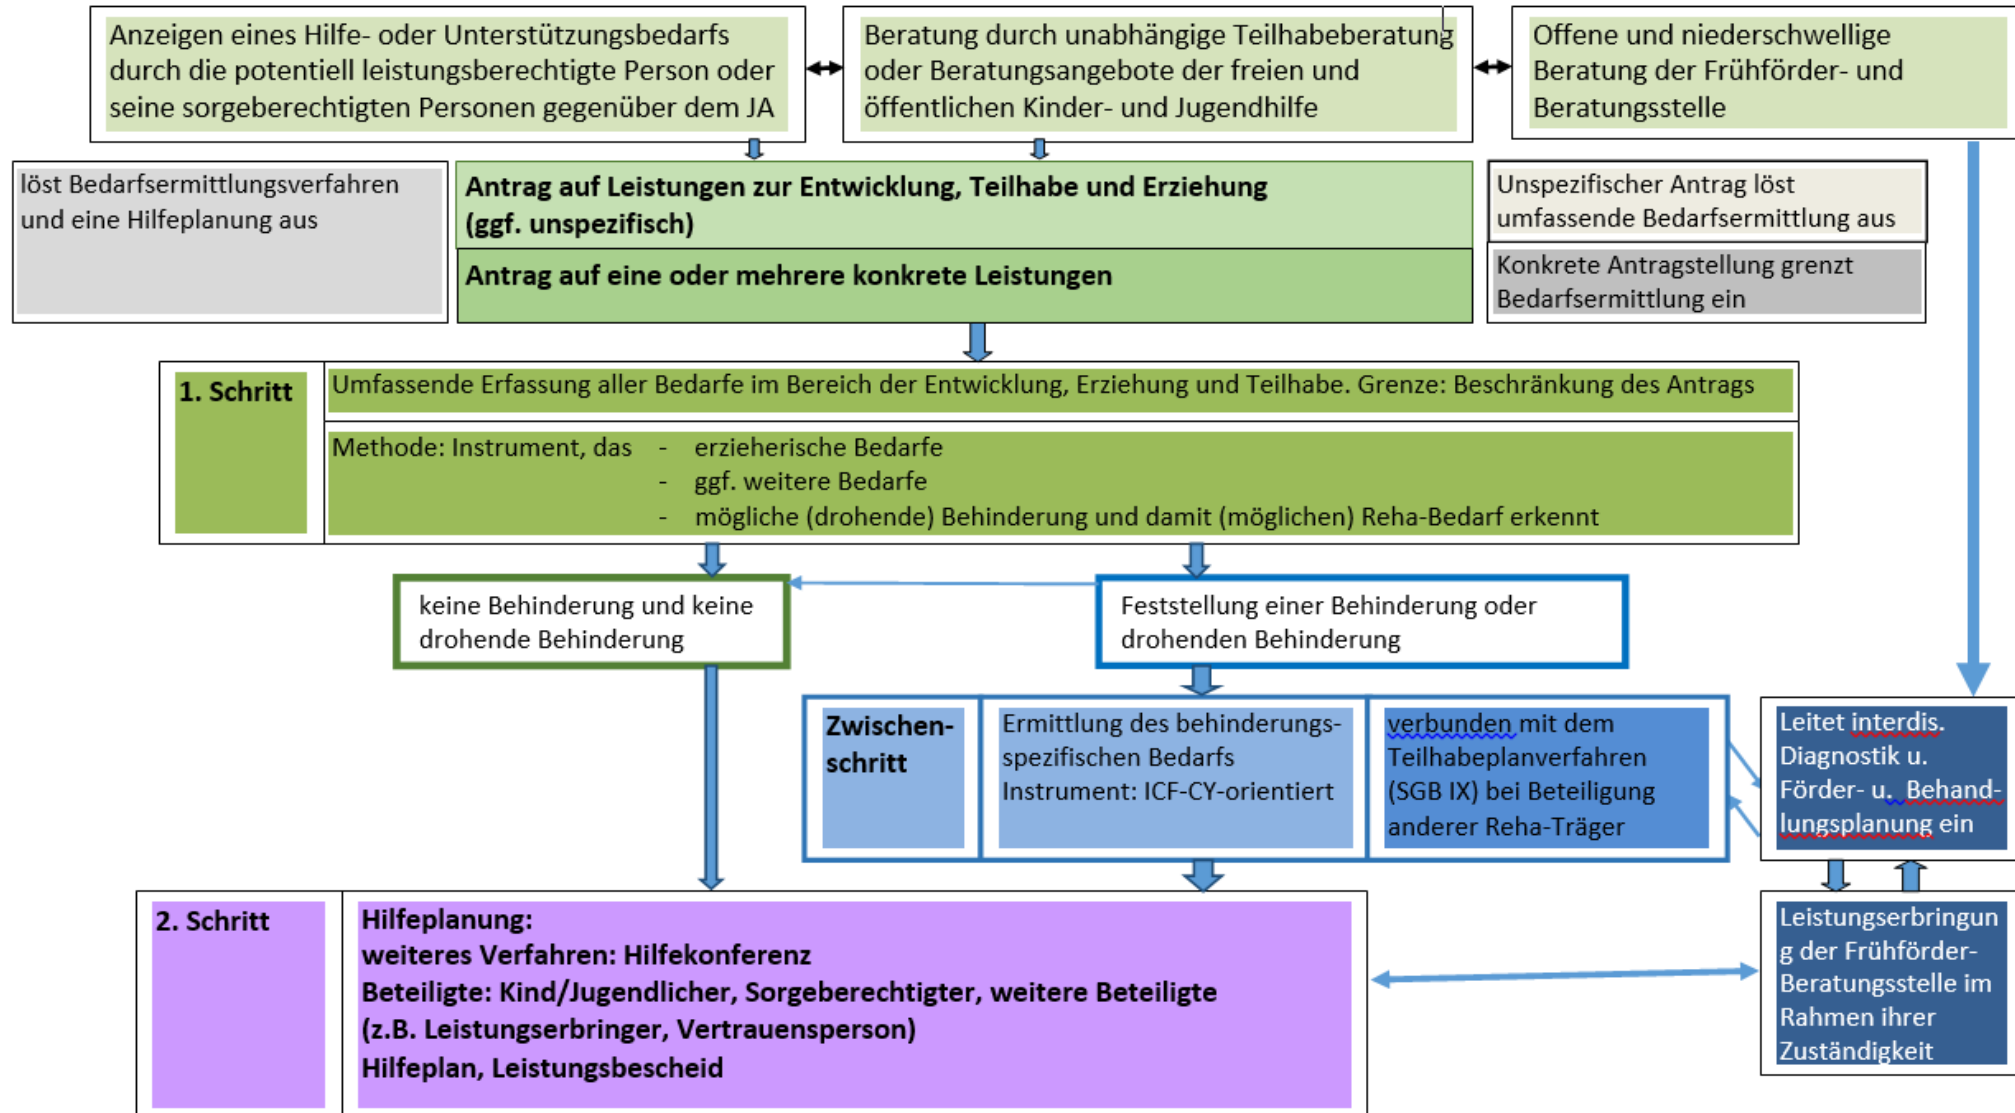 Anzeigen eines Hilfe- oder Unterstützungsbedarfs
durch die potentiell leistungsberechtigte Person oder
seine sorgeberechtigten Personen gegenüber dem JA
Beratung durch unabhängige Teilhabeberatung
oder Beratungsangebote der freien und
öffentlichen Kinder- und Jugendhilfe
Offene und niederschwellige
Beratung der Frühförder- und
Beratungsstelle
löst Bedarfsermittlungsverfahren
und eine Hilfeplanung aus
Antrag auf Leistungen zur Entwicklung, Teilhabe und Erziehung
(ggf. unspezifisch)
Antrag auf eine oder mehrere konkrete Leistungen
Unspezifischer Antrag löst
umfassende Bedarfsermittlung aus
Konkrete Antragstellung grenzt
Bedarfsermittlung ein
1. Schritt
Umfassende Erfassung aller Bedarfe im Bereich der Entwicklung, Erziehung und Teilhabe. Grenze: Beschränkung des Antrags
Methode: Instrument, das - erzieherische Bedarfe
- ggf. weitere Bedarfe
- mögliche (drohende) Behinderung und damit (möglichen) Reha-Bedarf erkennt
keine Behinderung und keine
drohende Behinderung
Feststellung einer Behinderung oder
drohenden Behinderung
Zwischen-
schritt
Ermittlung des behinderungs-
spezifischen Bedarfs
Instrument: ICF-CY-orientiert
verbunden mit dem
Teilhabeplanverfahren
(SGB IX) bei Beteiligung
anderer Reha-Träger
Leitet interdis.
Diagnostik u.
Förder- u. Behand-
lungsplanung ein
2. Schritt
Hilfeplanung:
weiteres Verfahren: Hilfekonferenz
Beteiligte: Kind/Jugendlicher, Sorgeberechtigter, weitere Beteiligte
(z.B. Leistungserbringer, Vertrauensperson)
Hilfeplan, Leistungsbescheid
Leistungserbringun
g der Frühförder-
Beratungsstelle im
Rahmen ihrer
Zuständigkeit